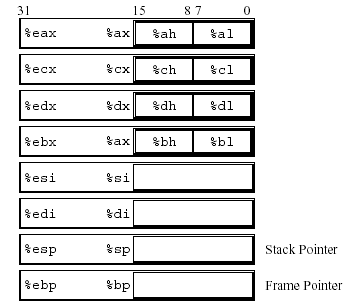 31 15 8 7 0
%eax %ax %ah %al
%ecx %cx %ch %cl
%edx %dx %dh %dl
%ebx %ax %bh %bl
%esi %si
%edi %di
%esp %sp Stack Pointer
%ebp %bp Frame Pointer